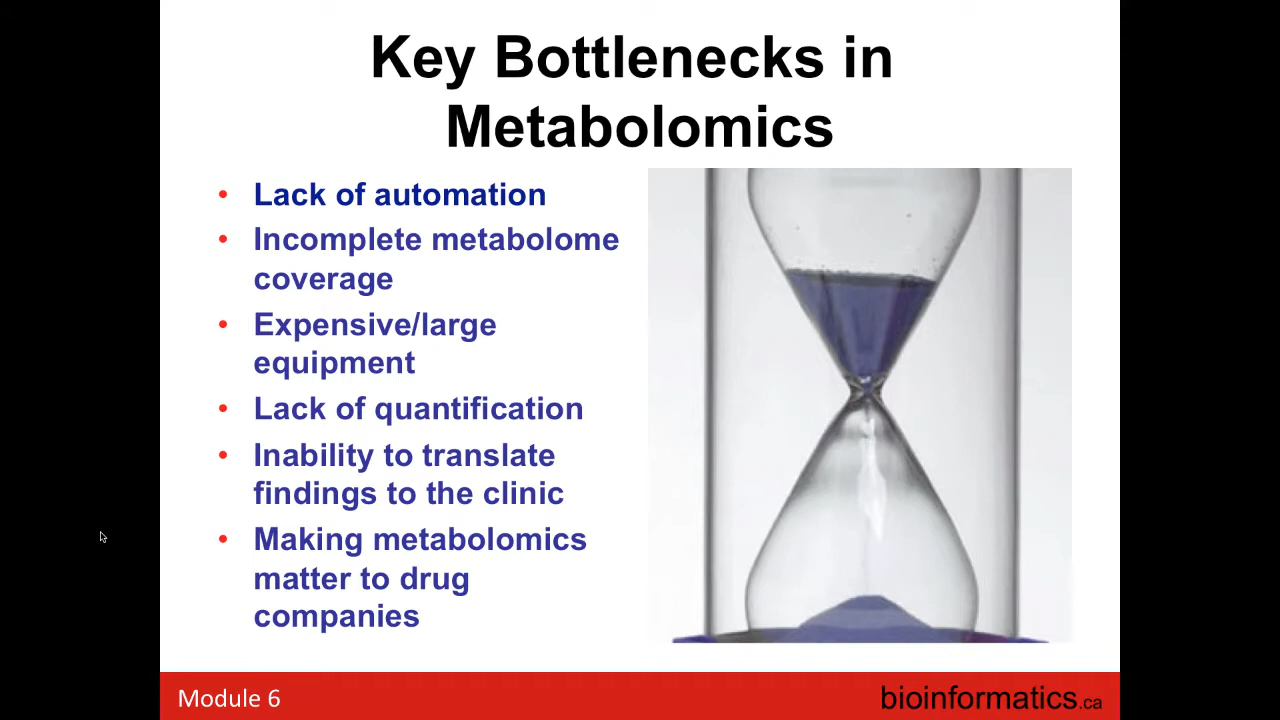 Key Bottlenecks in
Metabolomics
• Lack of automation
• Incomplete metabolome
coverage
• Expensive/large
equipment
• Lack of quantification
• Inability to translate
findings to the clinic
• Making metabolomics
matter to drug
companies
Module 6
bioinformatics.ca